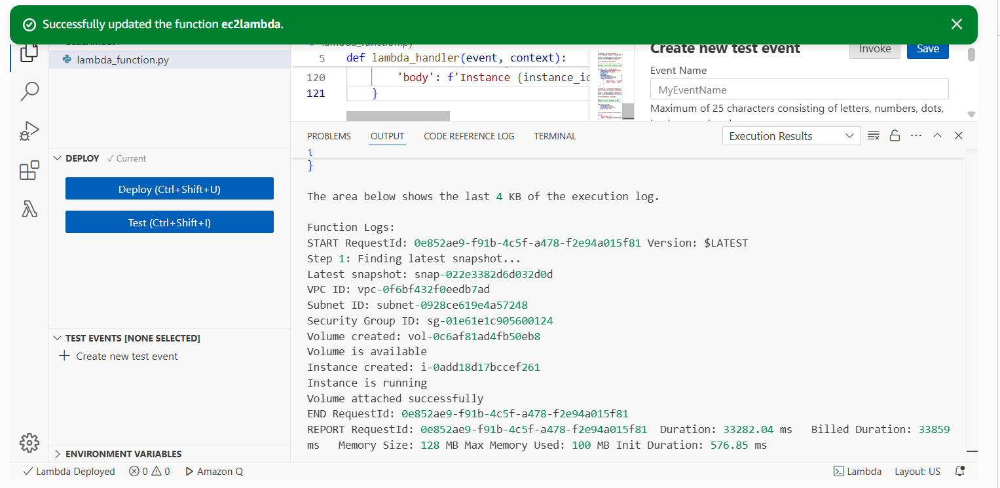 Successfully updated the function ec2lambda.
lambda_function.py
5 def lambda_handler(event, context):
120 'body': f'Instance {instance_id
121 }
Create new test event
Invoke
Save
Event Name
MyEventName
Maximum of 25 characters consisting of letters, numbers, dots,
PROBLEMS OUTPUT CODE REFERENCE LOG TERMINAL
Execution Results
DEPLOY ✓ Current
Deploy (Ctrl+Shift+U)
Test (Ctrl+Shift+I)
TEST EVENTS [NONE SELECTED]
Create new test event
ENVIRONMENT VARIABLES
{
}
The area below shows the last 4 KB of the execution log.
Function Logs:
START RequestId: 0e852ae9-f91b-4c5f-a478-f2e94a015f81 Version: $LATEST
Step 1: Finding latest snapshot...
Latest snapshot: snap-022e3382d6d032d0d
VPC ID: vpc-0f6bf432f0eedb7ad
Subnet ID: subnet-0928ce619e4a57248
Security Group ID: sg-01e61e1c905600124
Volume created: vol-0c6af81ad4fb50eb8
Volume is available
Instance created: i-0add18d17bccef261
Instance is running
Volume attached successfully
END RequestId: 0e852ae9-f91b-4c5f-a478-f2e94a015f81
REPORT RequestId: 0e852ae9-f91b-4c5f-a478-f2e94a015f81 Duration: 33282.04 ms Billed Duration: 33859
ms Memory Size: 128 MB Max Memory Used: 100 MB Init Duration: 576.85 ms
Lambda Deployed 0 0 Amazon Q
Lambda Layout: US